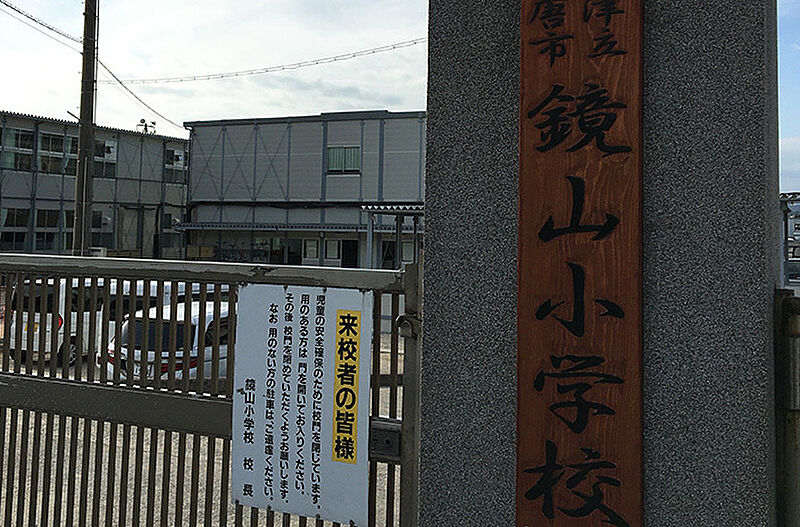 唐津
市立
鏡山小学校
来校者の皆様
児童の安全確保のために校門を閉じています。
用のある方は 門を開いてお入りください。
その後 校門を閉めていただくようお願いします。
なお 用のない方の駐車は、ご遠慮ください。
鏡山小学校 校長